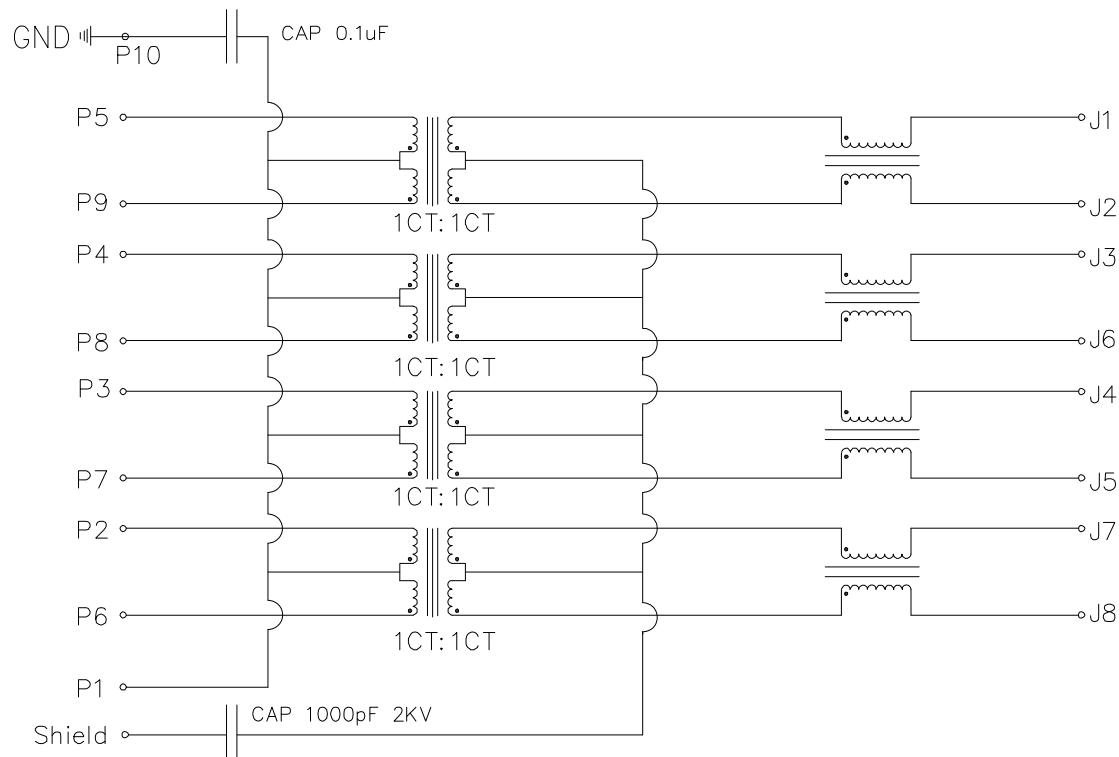 GND
P10
CAP 0.1uF
P5
J1
P9
J2
1CT:1CT
P4
J3
P8
J6
1CT:1CT
P3
J4
P7
J5
1CT:1CT
P2
J7
P6
J8
1CT:1CT
P1
CAP 1000pF 2KV
Shield